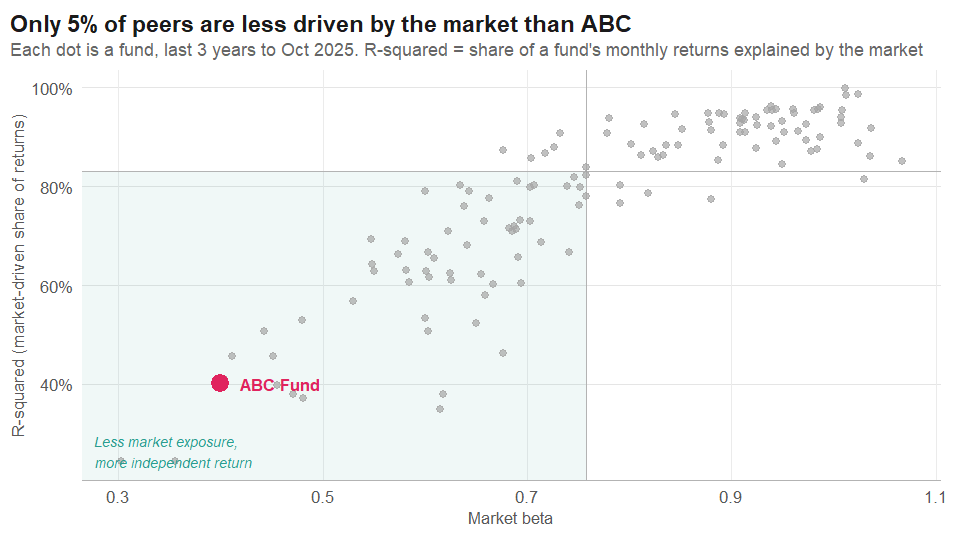 Only 5% of peers are less driven by the market than ABC
Each dot is a fund, last 3 years to Oct 2025. R-squared = share of a fund's monthly returns explained by the market
R-squared (market-driven share of returns)
100%
80%
60%
40%
ABC Fund
Less market exposure,
more independent return
0.3
0.5
0.7
0.9
1.1
Market beta